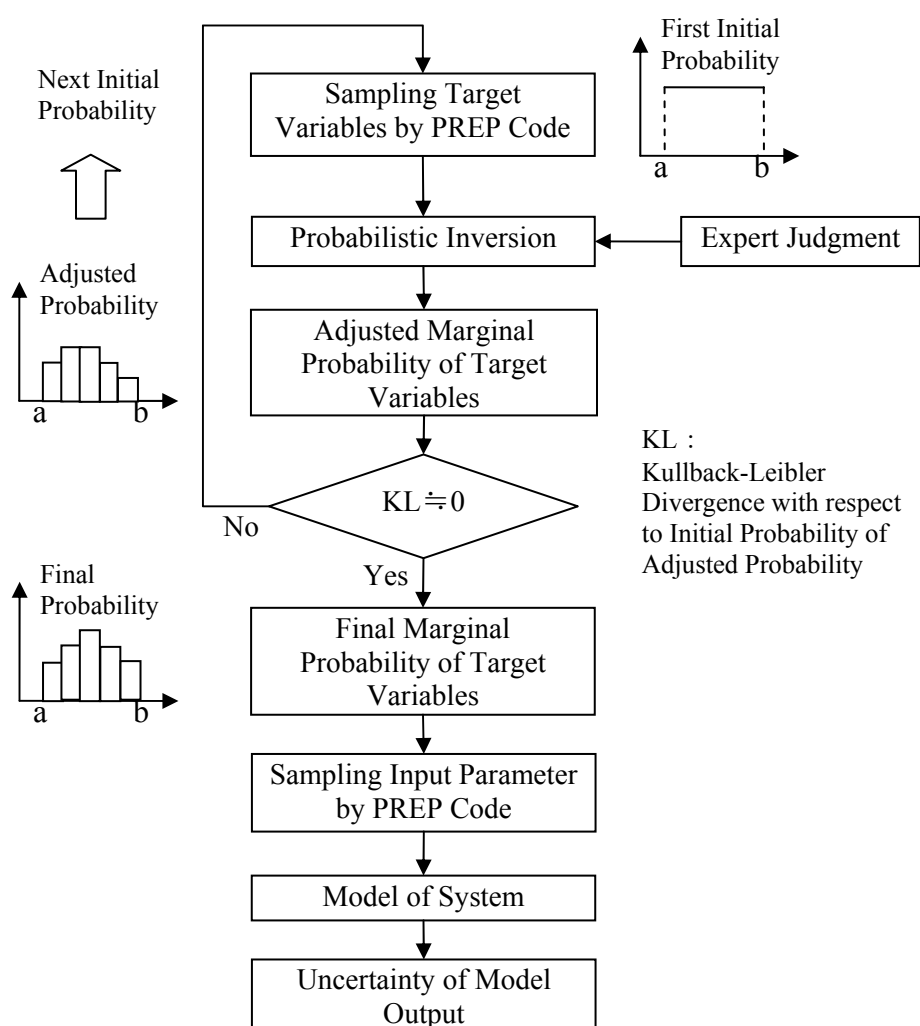 First Initial
Probability
a
b
Next Initial
Probability
Sampling Target
Variables by PREP Code
Probabilistic Inversion
Expert Judgment
Adjusted
Probability
a
b
Adjusted Marginal
Probability of Target
Variables
KL :
Kullback-Leibler
Divergence with respect
to Initial Probability of
Adjusted Probability
KL≒0
No
Yes
Final
Probability
a
b
Final Marginal
Probability of Target
Variables
Sampling Input Parameter
by PREP Code
Model of System
Uncertainty of Model
Output